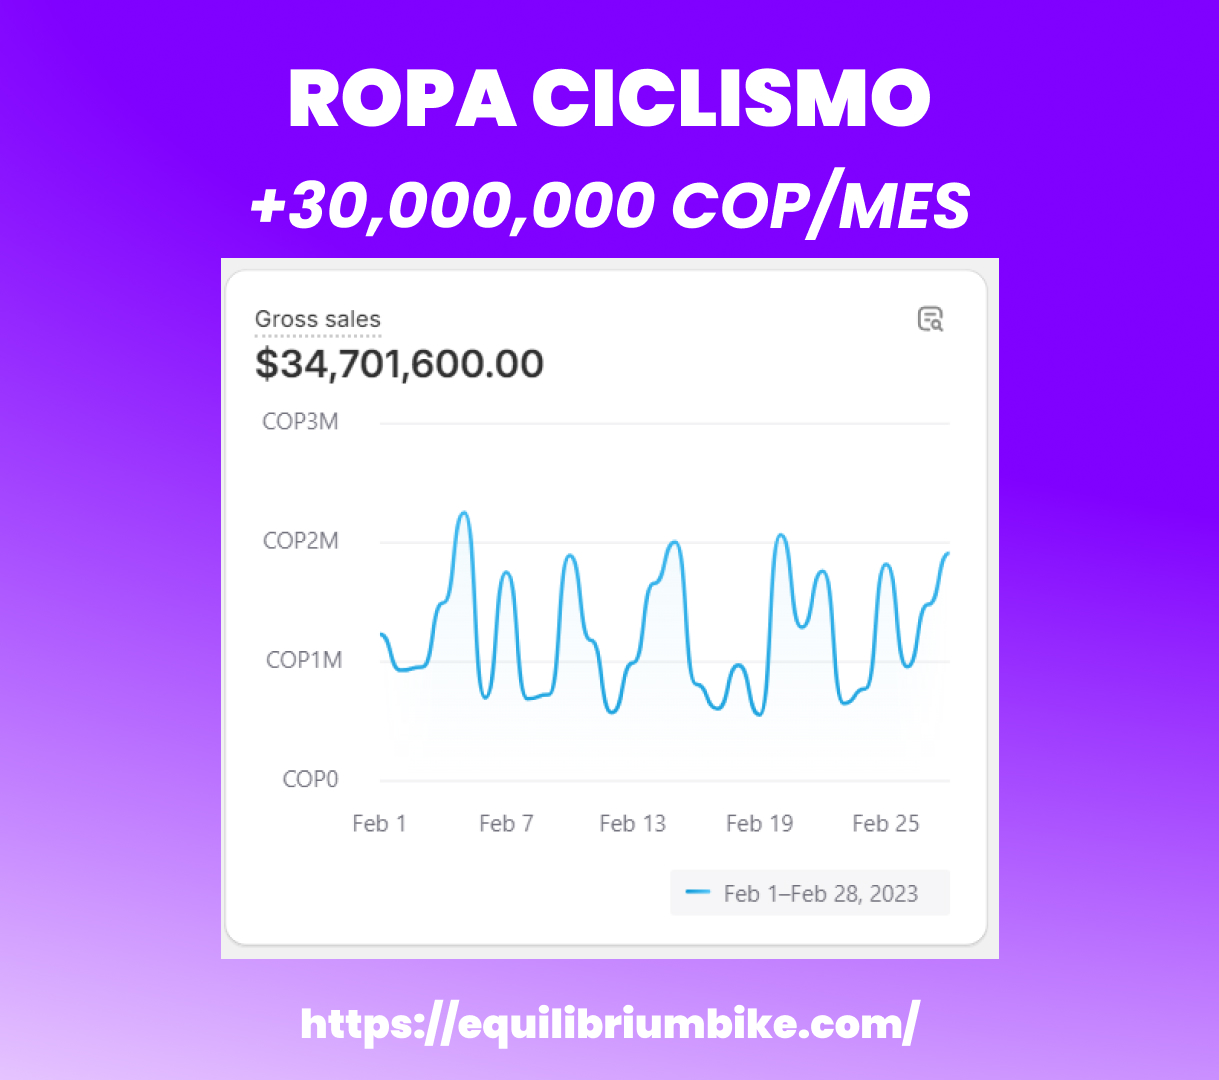 ROPA CICLISMO
+30,000,000 COP/MES
Gross sales
$34,701,600.00
COP3M
COP2M
COP1M
COP0
Feb 1 Feb 7 Feb 13 Feb 19 Feb 25
Feb 1–Feb 28, 2023
https://equilibriumbike.com/